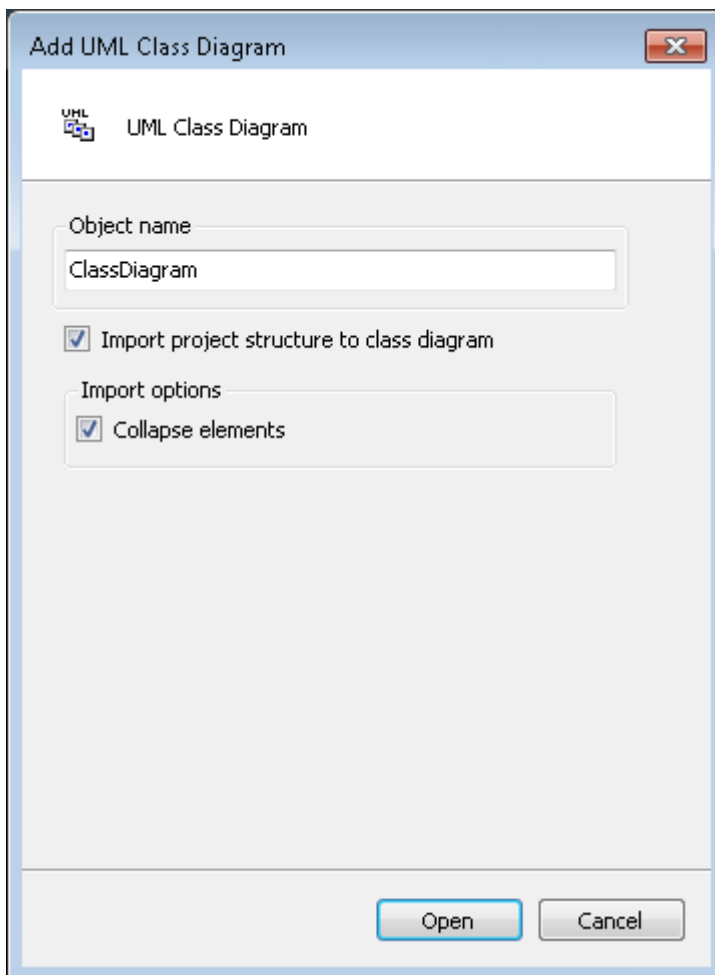 Add UML Class Diagram
UML
UML Class Diagram
Object name
ClassDiagram
Import project structure to class diagram
Import options
Collapse elements
Open
Cancel